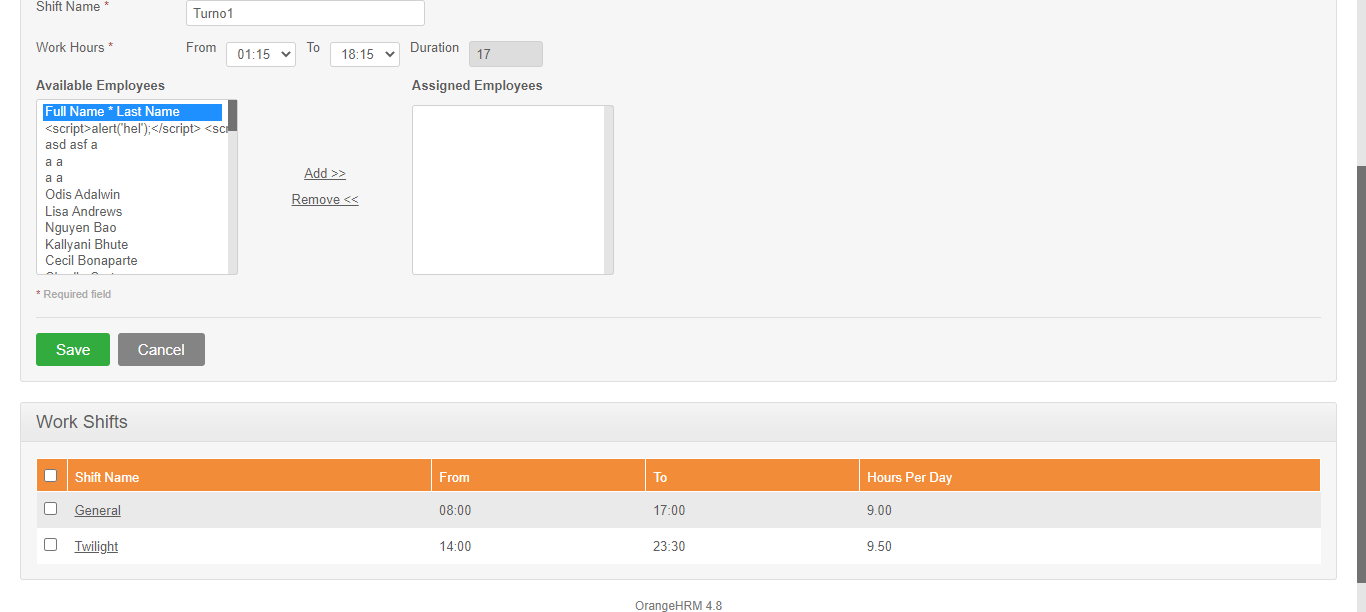 Shift Name *
Turno1
Work Hours *
From 01:15 To 18:15 Duration 17
Available Employees
Assigned Employees
Full Name * Last Name
<script>alert('hel');</script> <scr
asd asf a
a a
a a
Odis Adalwin
Lisa Andrews
Nguyen Bao
Kallyani Bhute
Cecil Bonaparte
Add >>
Remove <<
* Required field
Save Cancel
Work Shifts
Shift Name From To Hours Per Day
General 08:00 17:00 9.00
Twilight 14:00 23:30 9.50
OrangeHRM 4.8